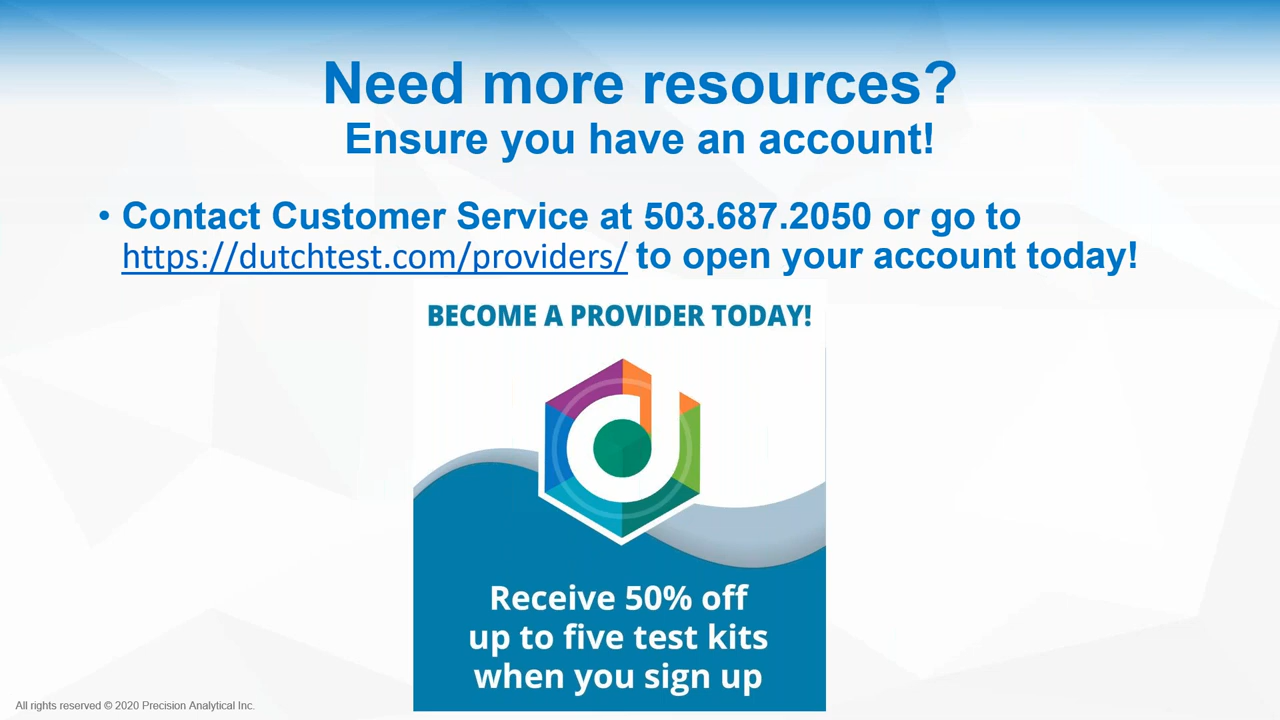 Need more resources?
Ensure you have an account!
• Contact Customer Service at 503.687.2050 or go to
https://dutchtest.com/providers/ to open your account today!
BECOME A PROVIDER TODAY!
d
Receive 50% off
up to five test kits
when you sign up
All rights reserved © 2020 Precision Analytical Inc.